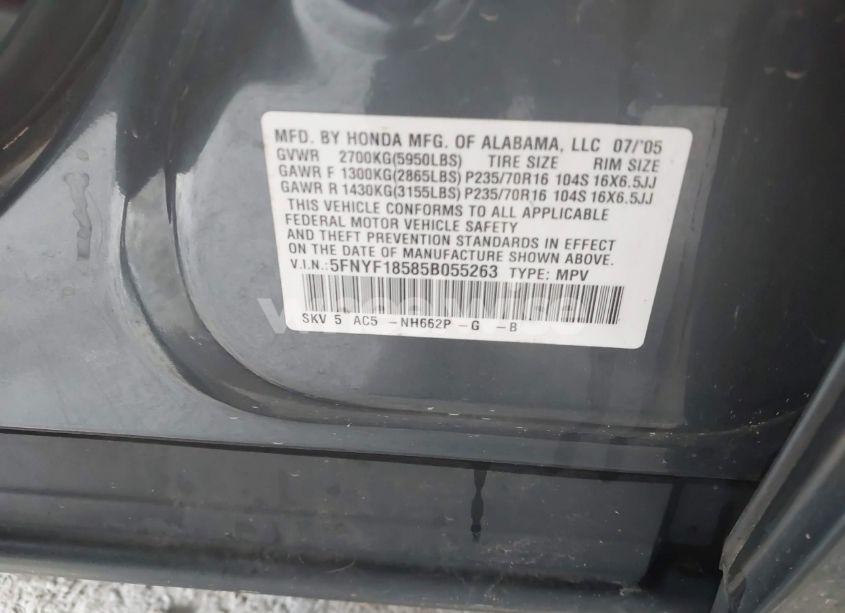 MFD. BY HONDA MFG. OF ALABAMA, LLC 07/'05
GVWR 2700KG(5950LBS) TIRE SIZE RIM SIZE
GAWR F 1300KG(2865LBS) P235/70R16 104S 16X6.5JJ
GAWR R 1430KG(3155LBS) P235/70R16 104S 16X6.5JJ
THIS VEHICLE CONFORMS TO ALL APPLICABLE
FEDERAL MOTOR VEHICLE SAFETY
AND THEFT PREVENTION STANDARDS IN EFFECT
ON THE DATE OF MANUFACTURE SHOWN ABOVE.
V.I.N.:5FNYF18585B055263 TYPE: MPV
SKV 5 AC5 -NH662P -G -B